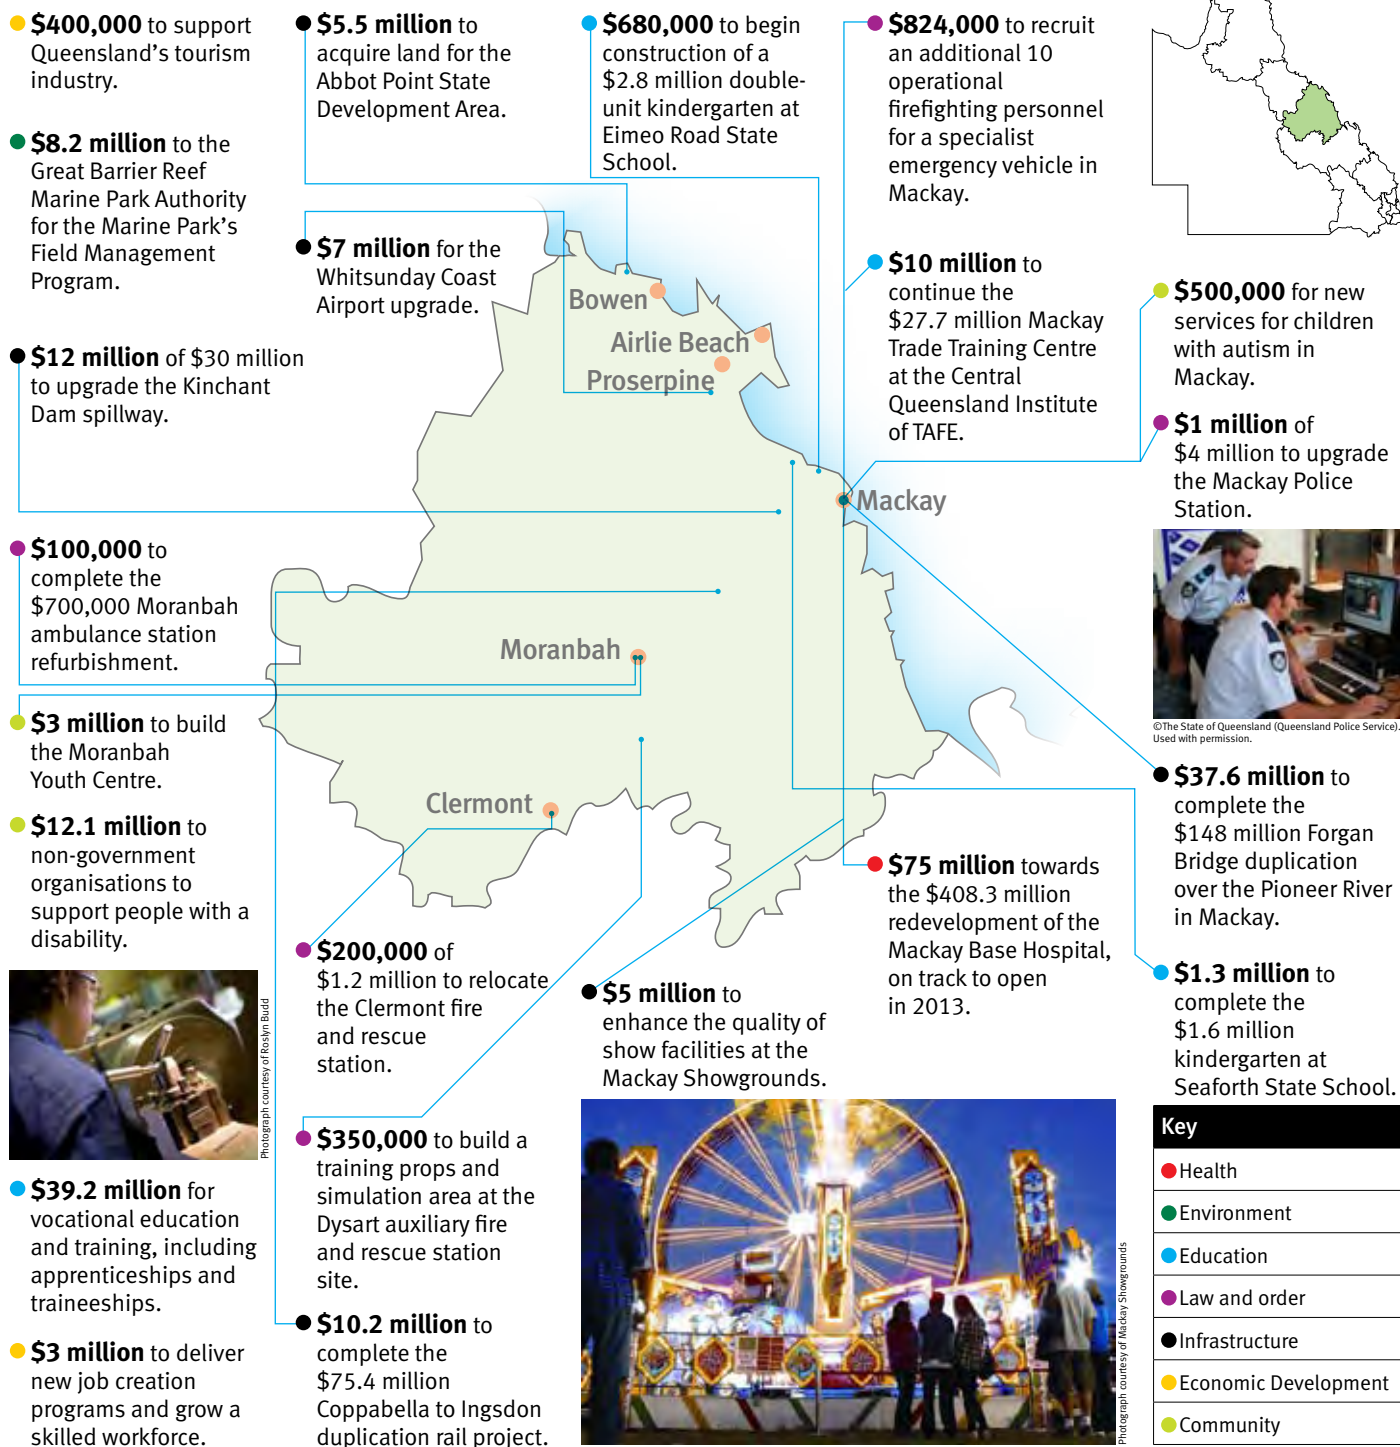 $400,000 to support
Queensland's tourism
industry.
$8.2 million to the
Great Barrier Reef
Marine Park Authority
for the Marine Park's
Field Management
Program.
$12 million of $30 million
to upgrade the Kinchant
Dam spillway.
$100,000 to
complete the
$700,000 Moranbah
ambulance station
refurbishment.
$3 million to build
the Moranbah
Youth Centre.
$12.1 million to
non-government
organisations to
support people with a
disability.
Photograph courtesy of Roslyn Budd
$39.2 million for
vocational education
and training, including
apprenticeships and
traineeships.
$3 million to deliver
new job creation
programs and grow a
skilled workforce.
$5.5 million to
acquire land for the
Abbot Point State
Development Area.
$7 million for the
Whitsunday Coast
Airport upgrade.
$680,000 to begin
construction of a
$2.8 million double-
unit kindergarten at
Eimeo Road State
School.
$824,000 to recruit
an additional 10
operational
firefighting personnel
for a specialist
emergency vehicle in
Mackay.
$10 million to
continue the
$27.7 million Mackay
Trade Training Centre
at the Central
Queensland Institute
of TAFE.
$500,000 for new
services for children
with autism in
Mackay.
$1 million of
$4 million to upgrade
the Mackay Police
Station.
©The State of Queensland (Queensland Police Service).
Used with permission.
Bowen
Airlie Beach
Proserpine
Mackay
Moranbah
Clermont
$200,000 of
$1.2 million to relocate
the Clermont fire
and rescue
station.
$350,000 to build a
training props and
simulation area at the
Dysart auxiliary fire
and rescue station
site.
$10.2 million to
complete the
$75.4 million
Coppabella to Ingsdon
duplication rail project.
$5 million to
enhance the quality of
show facilities at the
Mackay Showgrounds.
Photograph courtesy of Mackay Showgrounds
$75 million towards
the $408.3 million
redevelopment of the
Mackay Base Hospital,
on track to open
in 2013.
$37.6 million to
complete the
$148 million Forgan
Bridge duplication
over the Pioneer River
in Mackay.
$1.3 million to
complete the
$1.6 million
kindergarten at
Seaforth State School.
Key
Health
Environment
Education
Law and order
Infrastructure
Economic Development
Community